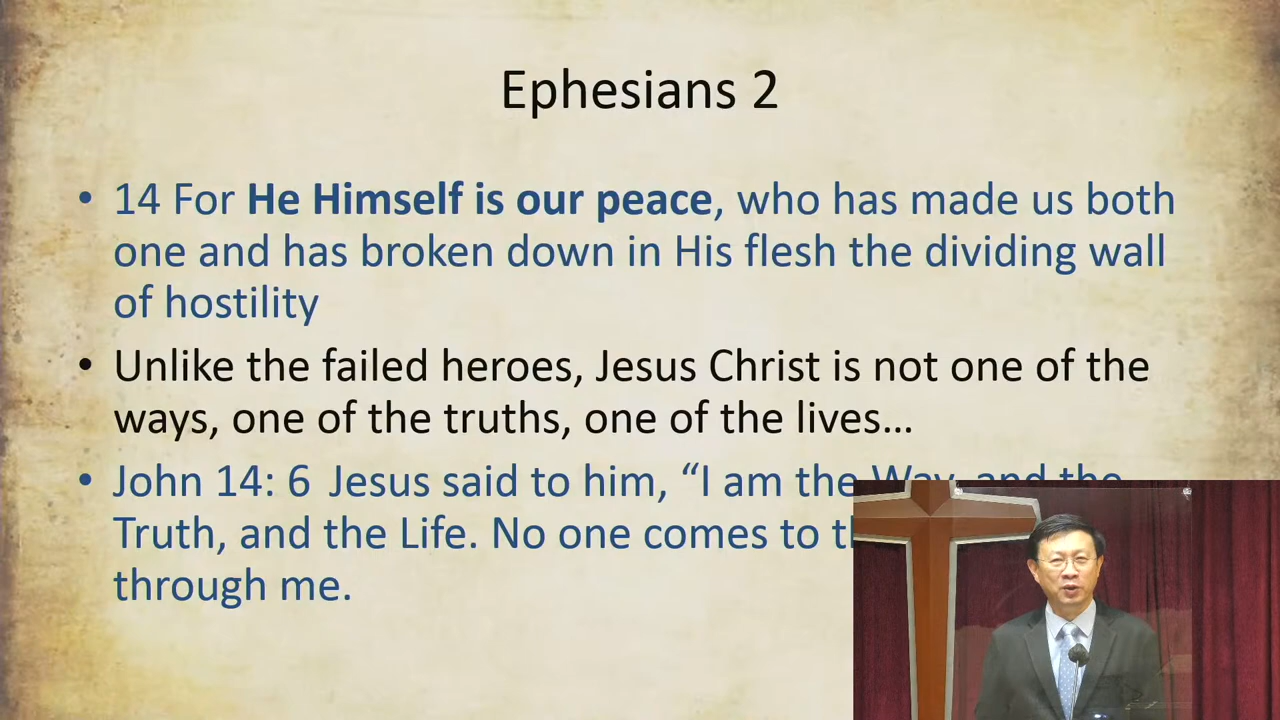 Ephesians 2
• 14 For He Himself is our peace, who has made us both
one and has broken down in His flesh the dividing wall
of hostility
• Unlike the failed heroes, Jesus Christ is not one of the
ways, one of the truths, one of the lives…
• John 14: 6 Jesus said to him, “I am the Way, and the
Truth, and the Life. No one comes to
through me.